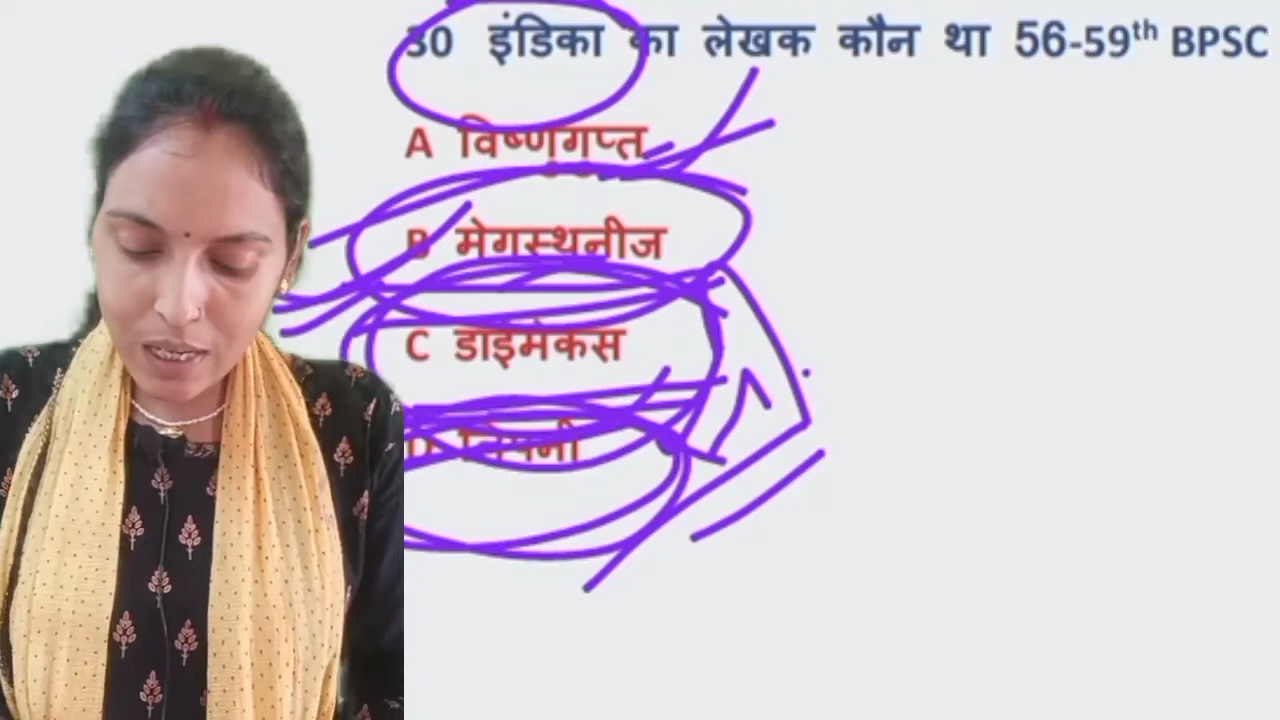 30 इंडिका का लेखक कौन था 56-59th BPSC
A विष्णुगुप्त
B मेगस्थनीज
C डाइमेकस
D